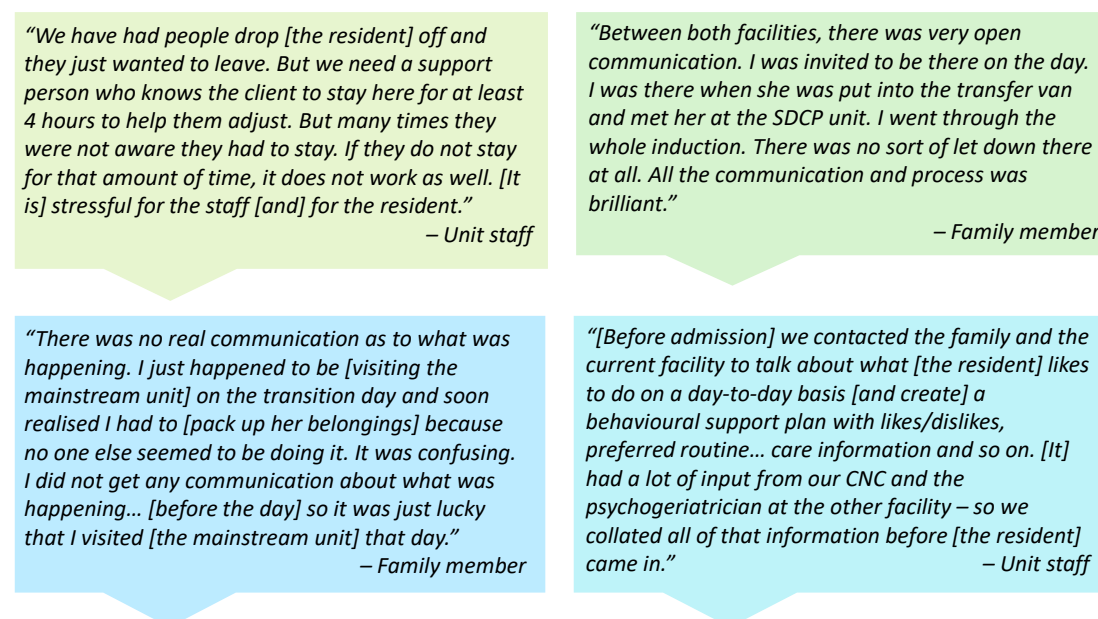 “We have had people drop [the resident] off and
they just wanted to leave. But we need a support
person who knows the client to stay here for at least
4 hours to help them adjust. But many times they
were not aware they had to stay. If they do not stay
for that amount of time, it does not work as well. [It
is] stressful for the staff [and] for the resident.”
– Unit staff
“Between both facilities, there was very open
communication. I was invited to be there on the day.
I was there when she was put into the transfer van
and met her at the SDCP unit. I went through the
whole induction. There was no sort of let down there
at all. All the communication and process was
brilliant.”
– Family member
“There was no real communication as to what was
happening. I just happened to be [visiting the
mainstream unit] on the transition day and soon
realised I had to [pack up her belongings] because
no one else seemed to be doing it. It was confusing.
I did not get any communication about what was
happening… [before the day] so it was just lucky
that I visited [the mainstream unit] that day.”
– Family member
“[Before admission] we contacted the family and the
current facility to talk about what [the resident] likes
to do on a day-to-day basis [and create] a
behavioural support plan with likes/dislikes,
preferred routine… care information and so on. [It]
had a lot of input from our CNC and the
psychogeriatrician at the other facility – so we
collated all of that information before [the resident]
came in.” – Unit staff